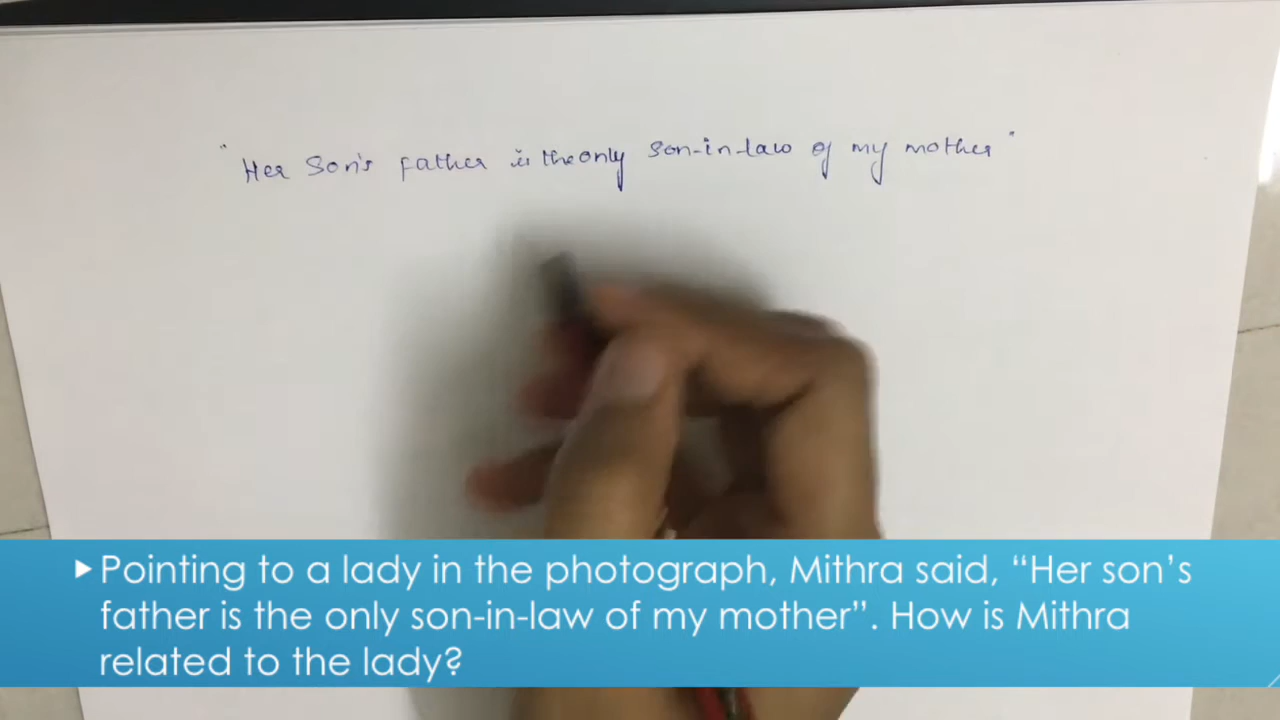 "Her Son's father is the only son-in-law of my mother"
Pointing to a lady in the photograph, Mithra said, “Her son’s
father is the only son-in-law of my mother”. How is Mithra
related to the lady?